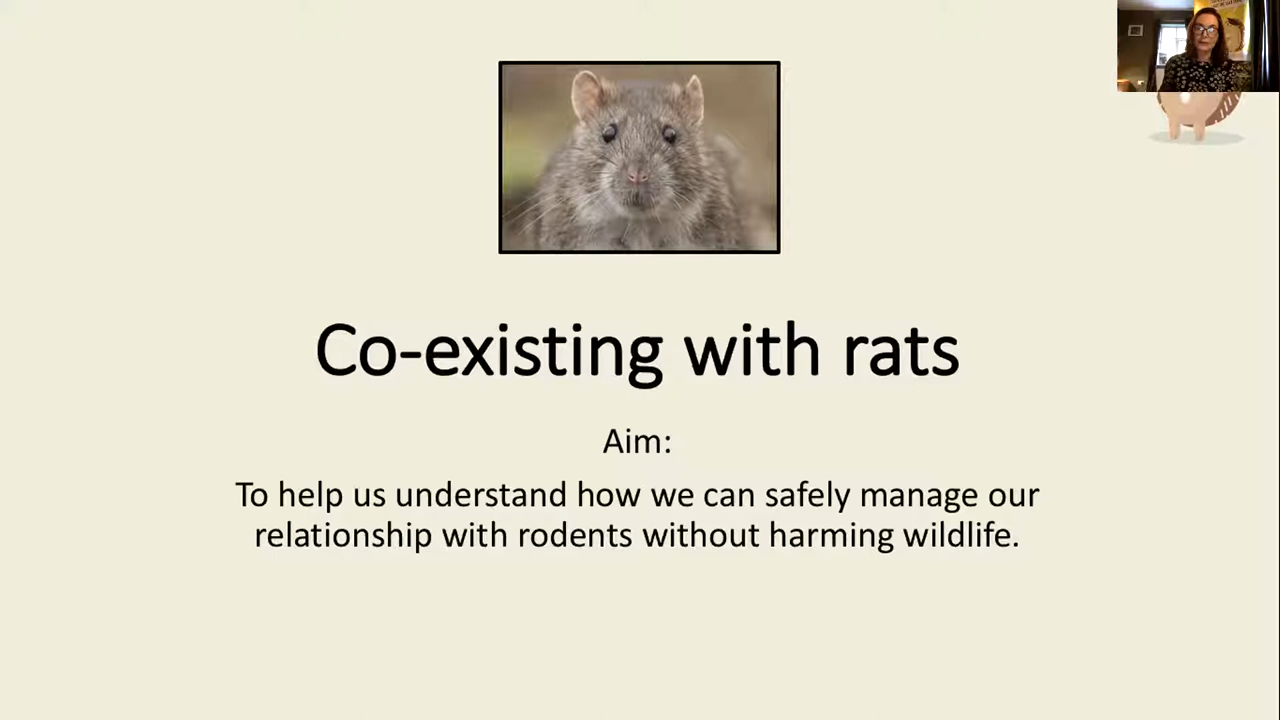 Co-existing with rats
Aim:
To help us understand how we can safely manage our
relationship with rodents without harming wildlife.